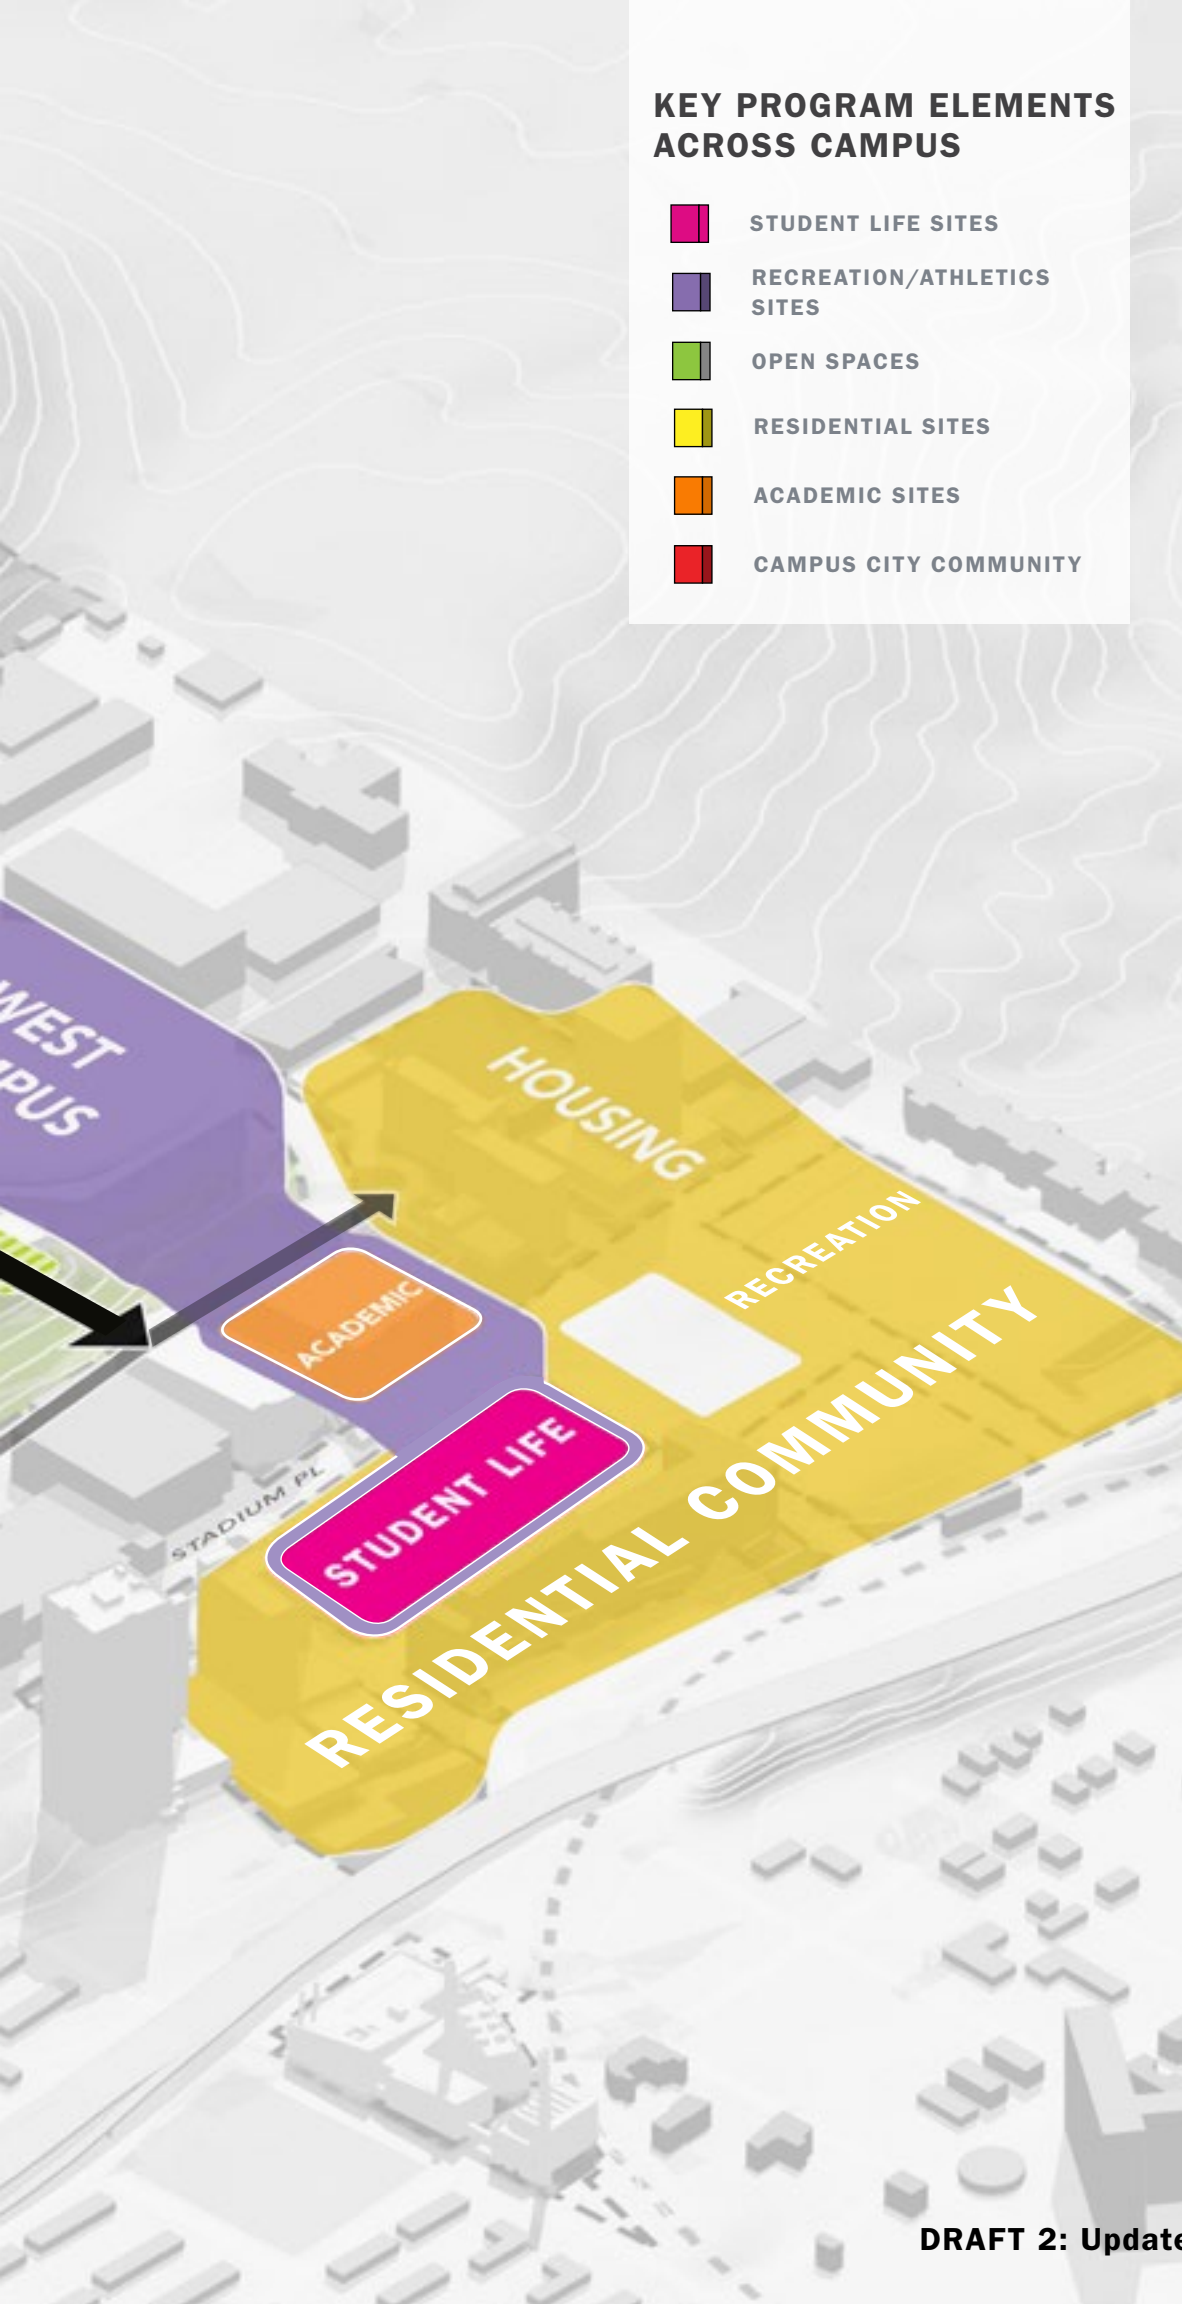 KEY PROGRAM ELEMENTS
ACROSS CAMPUS
STUDENT LIFE SITES
RECREATION/ATHLETICS
SITES
OPEN SPACES
RESIDENTIAL SITES
ACADEMIC SITES
CAMPUS CITY COMMUNITY
WEST
MPUS
HOUSING
RECREATION
ACADEMIC
STUDENT LIFE
RESIDENTIAL COMMUNITY
STADIUM PL
DRAFT 2: Update